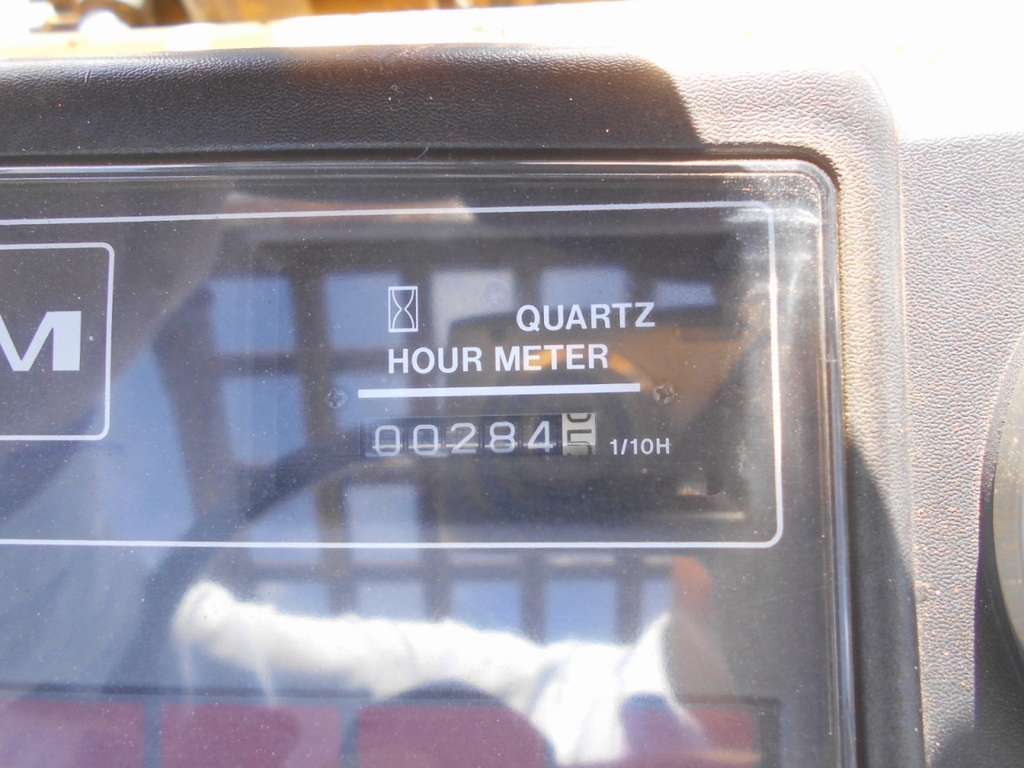 QUARTZ
HOUR METER
M
00284
1/10H